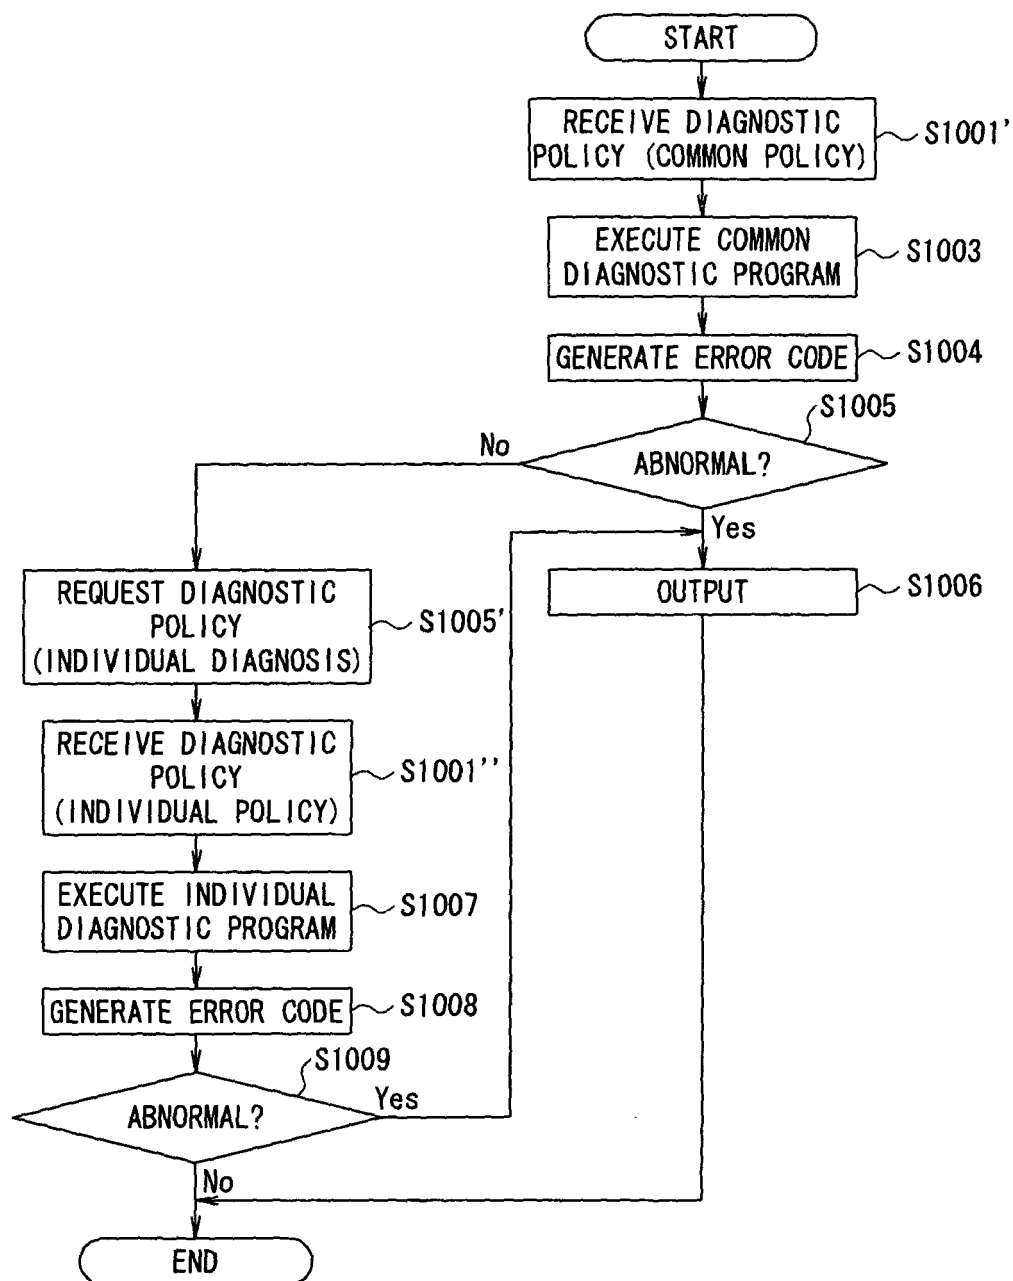 START
RECEIVE DIAGNOSTIC
POLICY (COMMON POLICY)
S1001'
EXECUTE COMMON
DIAGNOSTIC PROGRAM
S1003
GENERATE ERROR CODE
S1004
S1005
ABNORMAL?
No
Yes
OUTPUT
S1006
REQUEST DIAGNOSTIC
POLICY
(INDIVIDUAL DIAGNOSIS)
S1005'
RECEIVE DIAGNOSTIC
POLICY
(INDIVIDUAL POLICY)
S1001''
EXECUTE INDIVIDUAL
DIAGNOSTIC PROGRAM
S1007
GENERATE ERROR CODE
S1008
S1009
ABNORMAL?
Yes
No
END